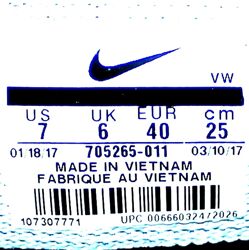 VW
US UK EUR cm
7 6 40 25
01/18/17 705265-011 03/10/17
MADE IN VIETNAM
FABRIQUE AU VIETNAM
107307771 UPC 00666032472026